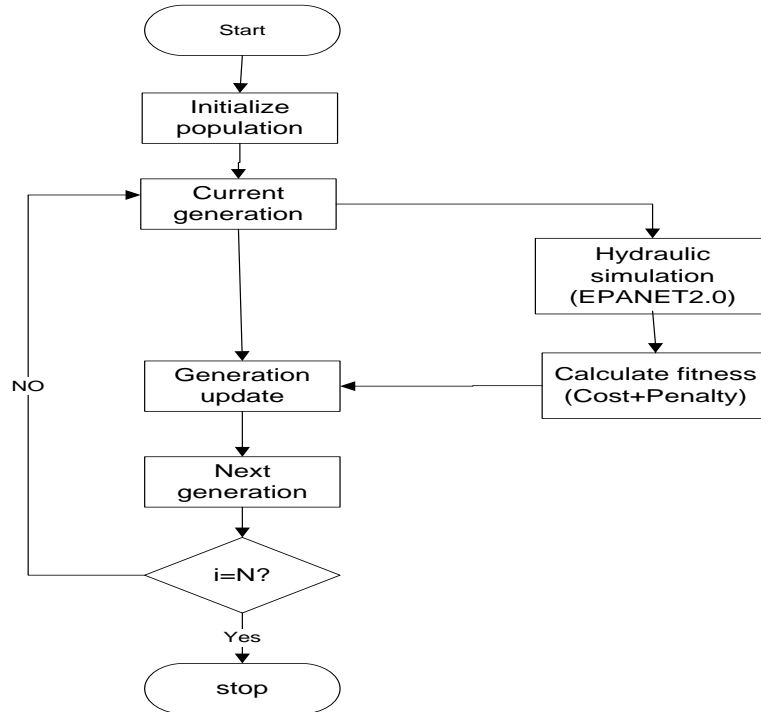 Start
Initialize
population
Current
generation
Hydraulic
simulation
(EPANET2.0)
Calculate fitness
(Cost+Penalty)
Generation
update
NO
Next
generation
i=N?
Yes
stop